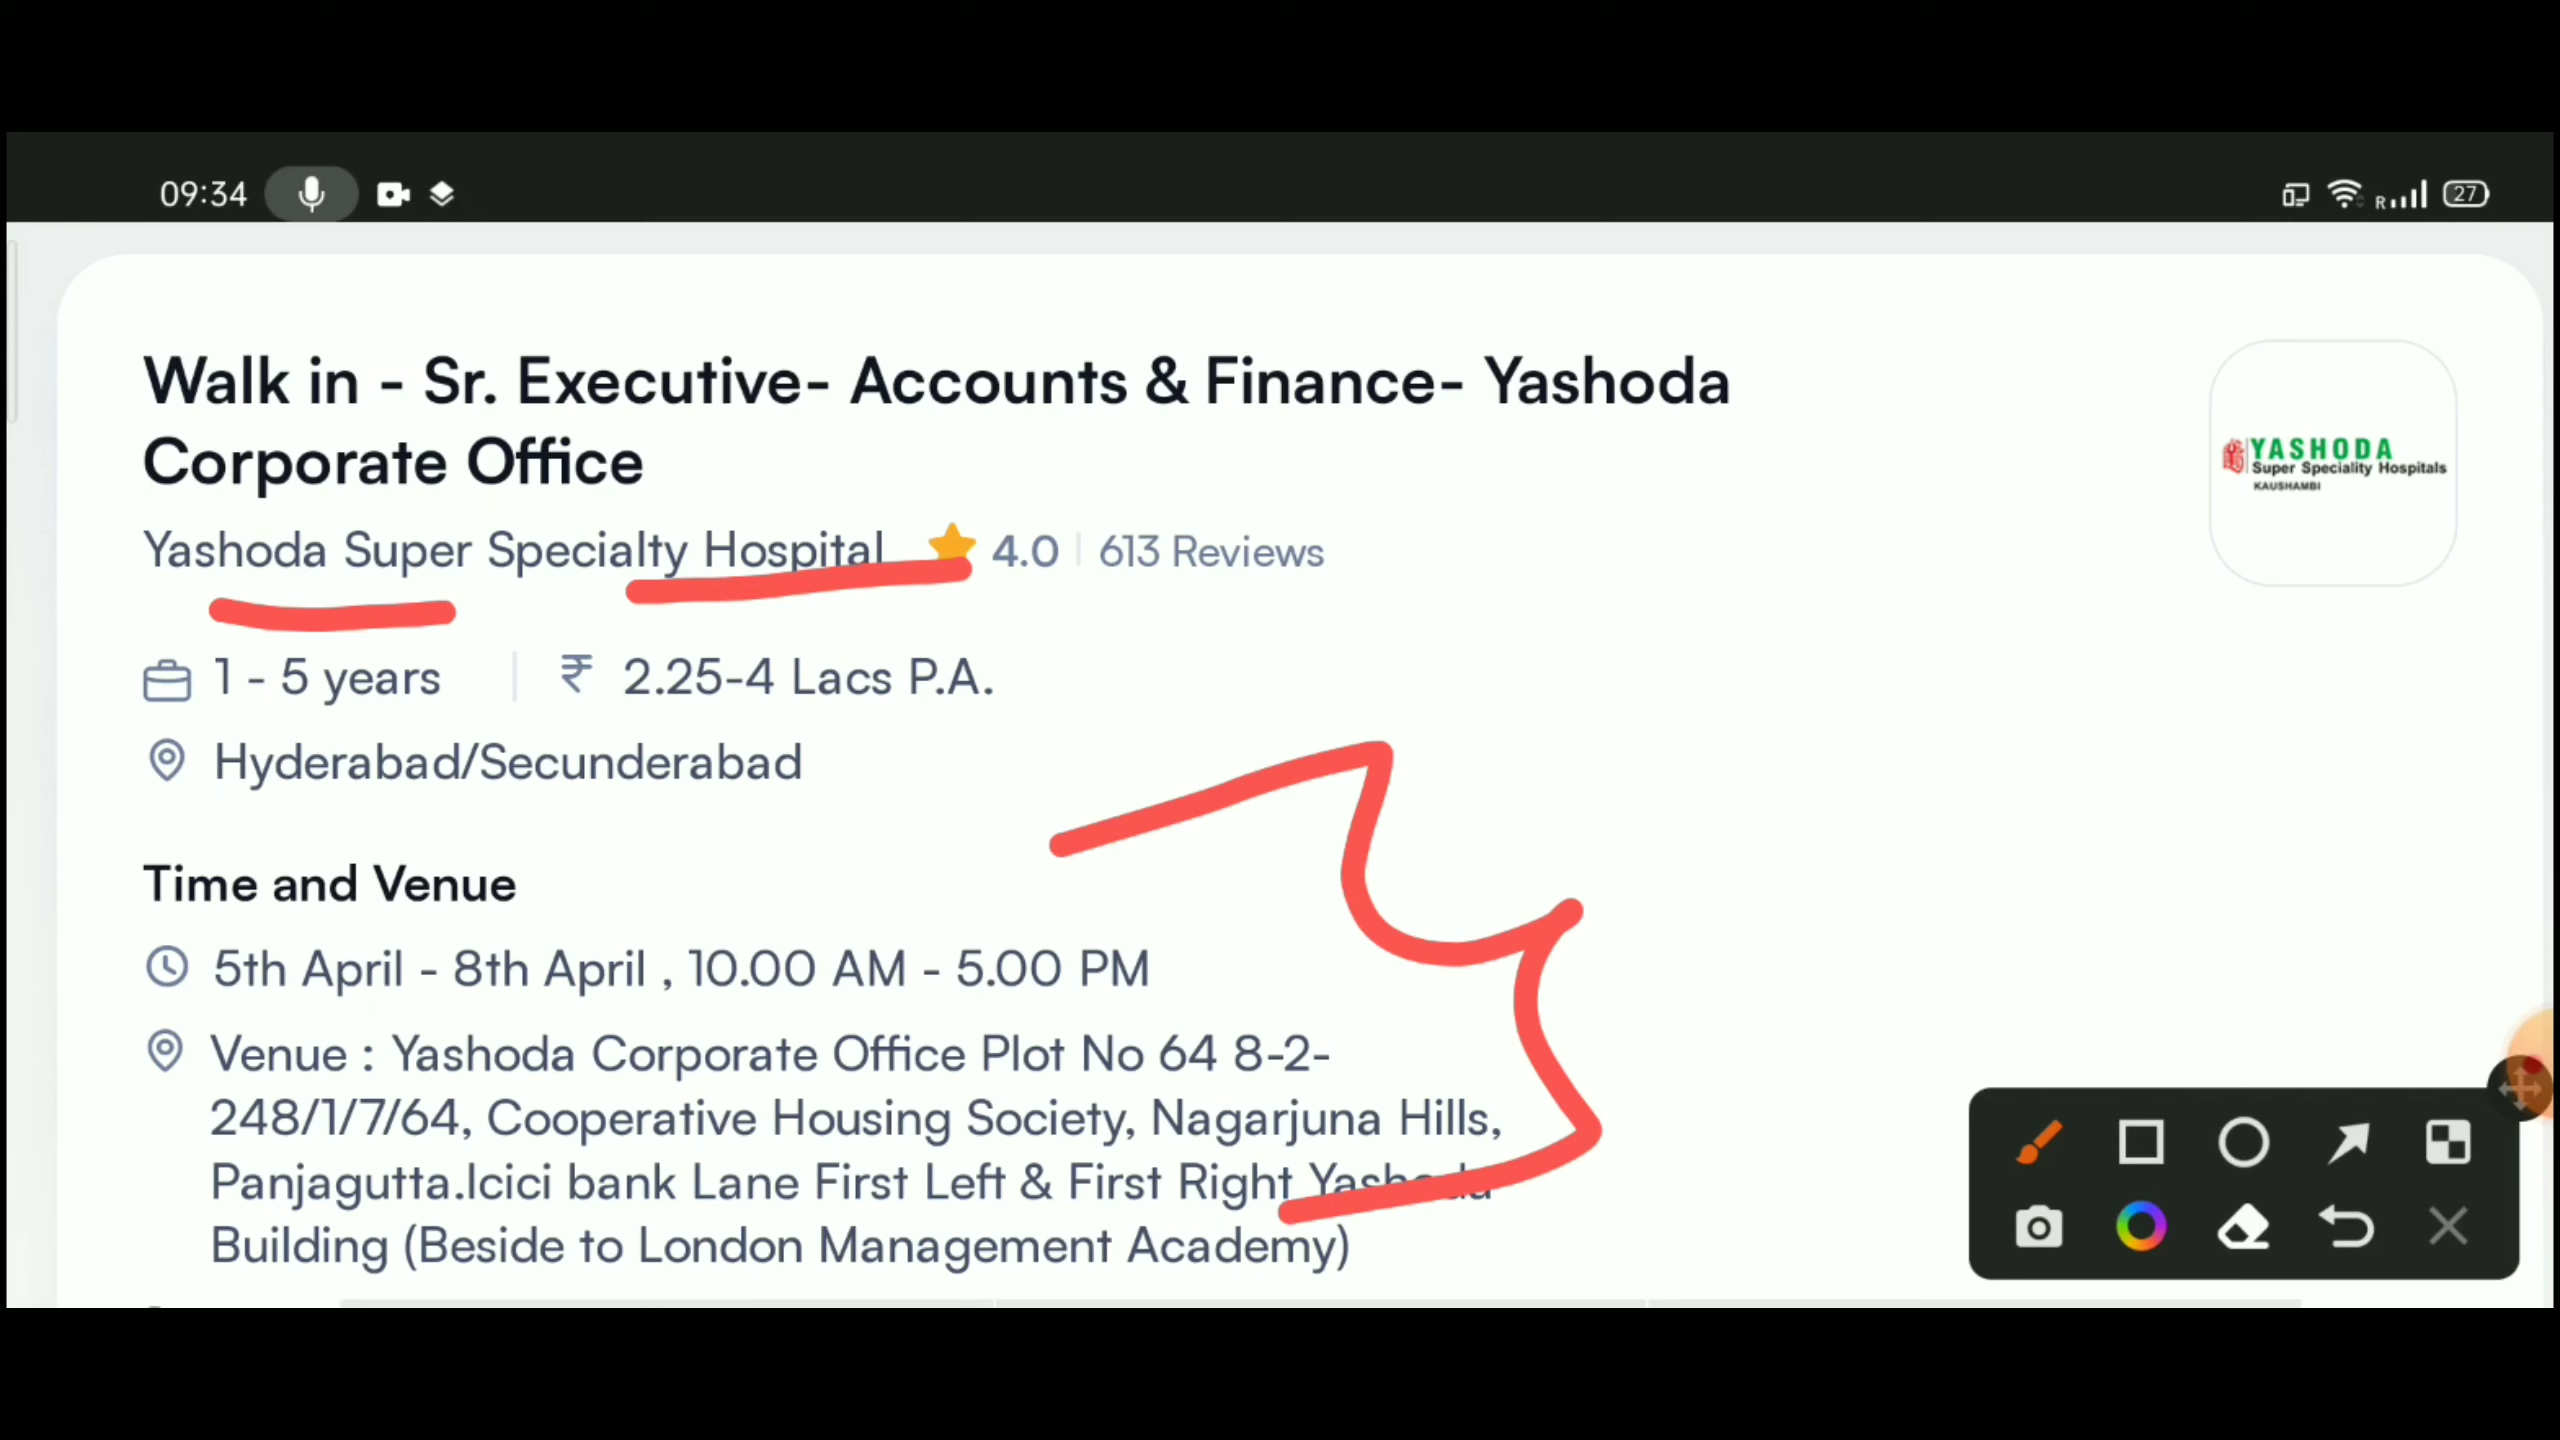 09:34
R
27
Walk in - Sr. Executive- Accounts & Finance- Yashoda
Corporate Office
YASHODA
Super Speciality Hospitals
KAUSHAMBI
Yashoda Super Specialty Hospital 4.0 613 Reviews
1 - 5 years ₹ 2.25-4 Lacs P.A.
Hyderabad/Secunderabad
Time and Venue
5th April - 8th April , 10.00 AM - 5.00 PM
Venue : Yashoda Corporate Office Plot No 64 8-2-
248/1/7/64, Cooperative Housing Society, Nagarjuna Hills,
Panjagutta.Icici bank Lane First Left & First Right Yashoda
Building (Beside to London Management Academy)